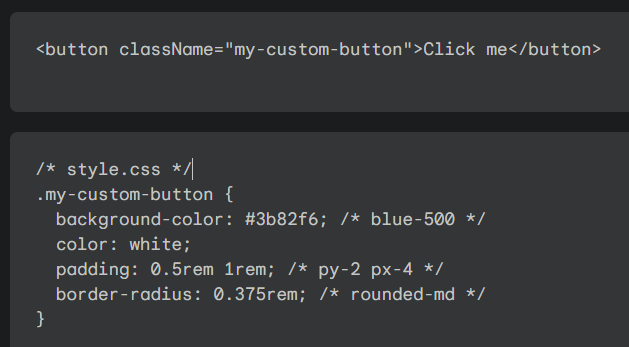 <button className="my-custom-button">Click me</button>
/* style.css */
.my-custom-button {
  background-color: #3b82f6; /* blue-500 */
  color: white;
  padding: 0.5rem 1rem; /* py-2 px-4 */
  border-radius: 0.375rem; /* rounded-md */
}